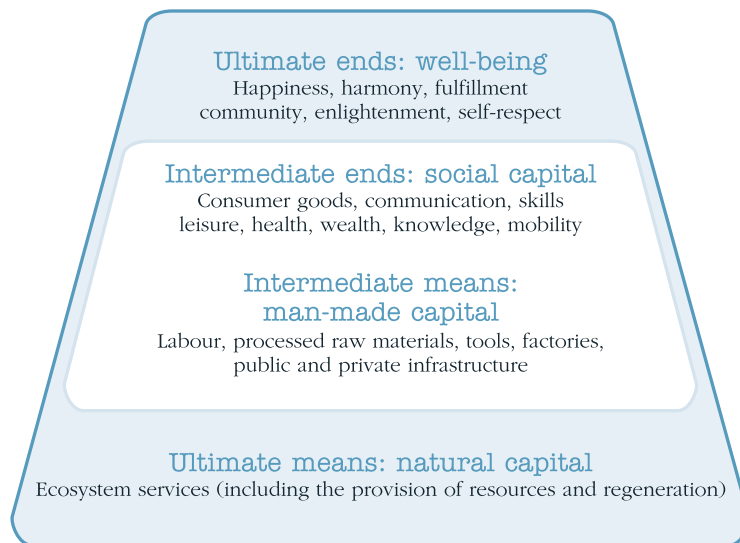 Ultimate ends: well-being
Happiness, harmony, fulfillment
community, enlightenment, self-respect
Intermediate ends: social capital
Consumer goods, communication, skills
leisure, health, wealth, knowledge, mobility
Intermediate means:
man-made capital
Labour, processed raw materials, tools, factories,
public and private infrastructure
Ultimate means: natural capital
Ecosystem services (including the provision of resources and regeneration)